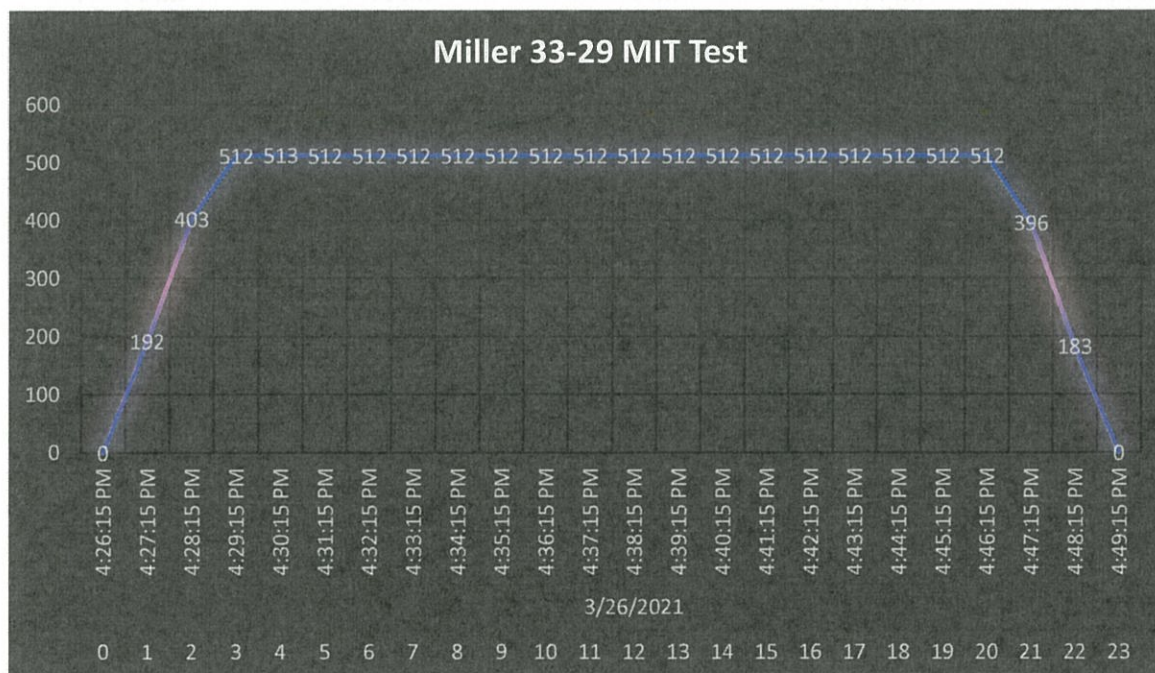 Miller 33-29 MIT Test
600
500
400
300
200
100
0
0 192 403 512 513 512 512 512 512 512 512 512 512 512 512 512 512 512 512 512 512 396 183 0
4:26:15 PM
4:27:15 PM
4:28:15 PM
4:29:15 PM
4:30:15 PM
4:31:15 PM
4:32:15 PM
4:33:15 PM
4:34:15 PM
4:35:15 PM
4:36:15 PM
4:37:15 PM
4:38:15 PM
4:39:15 PM
4:40:15 PM
4:41:15 PM
4:42:15 PM
4:43:15 PM
4:44:15 PM
4:45:15 PM
4:46:15 PM
4:47:15 PM
4:48:15 PM
4:49:15 PM
3/26/2021
0 1 2 3 4 5 6 7 8 9 10 11 12 13 14 15 16 17 18 19 20 21 22 23